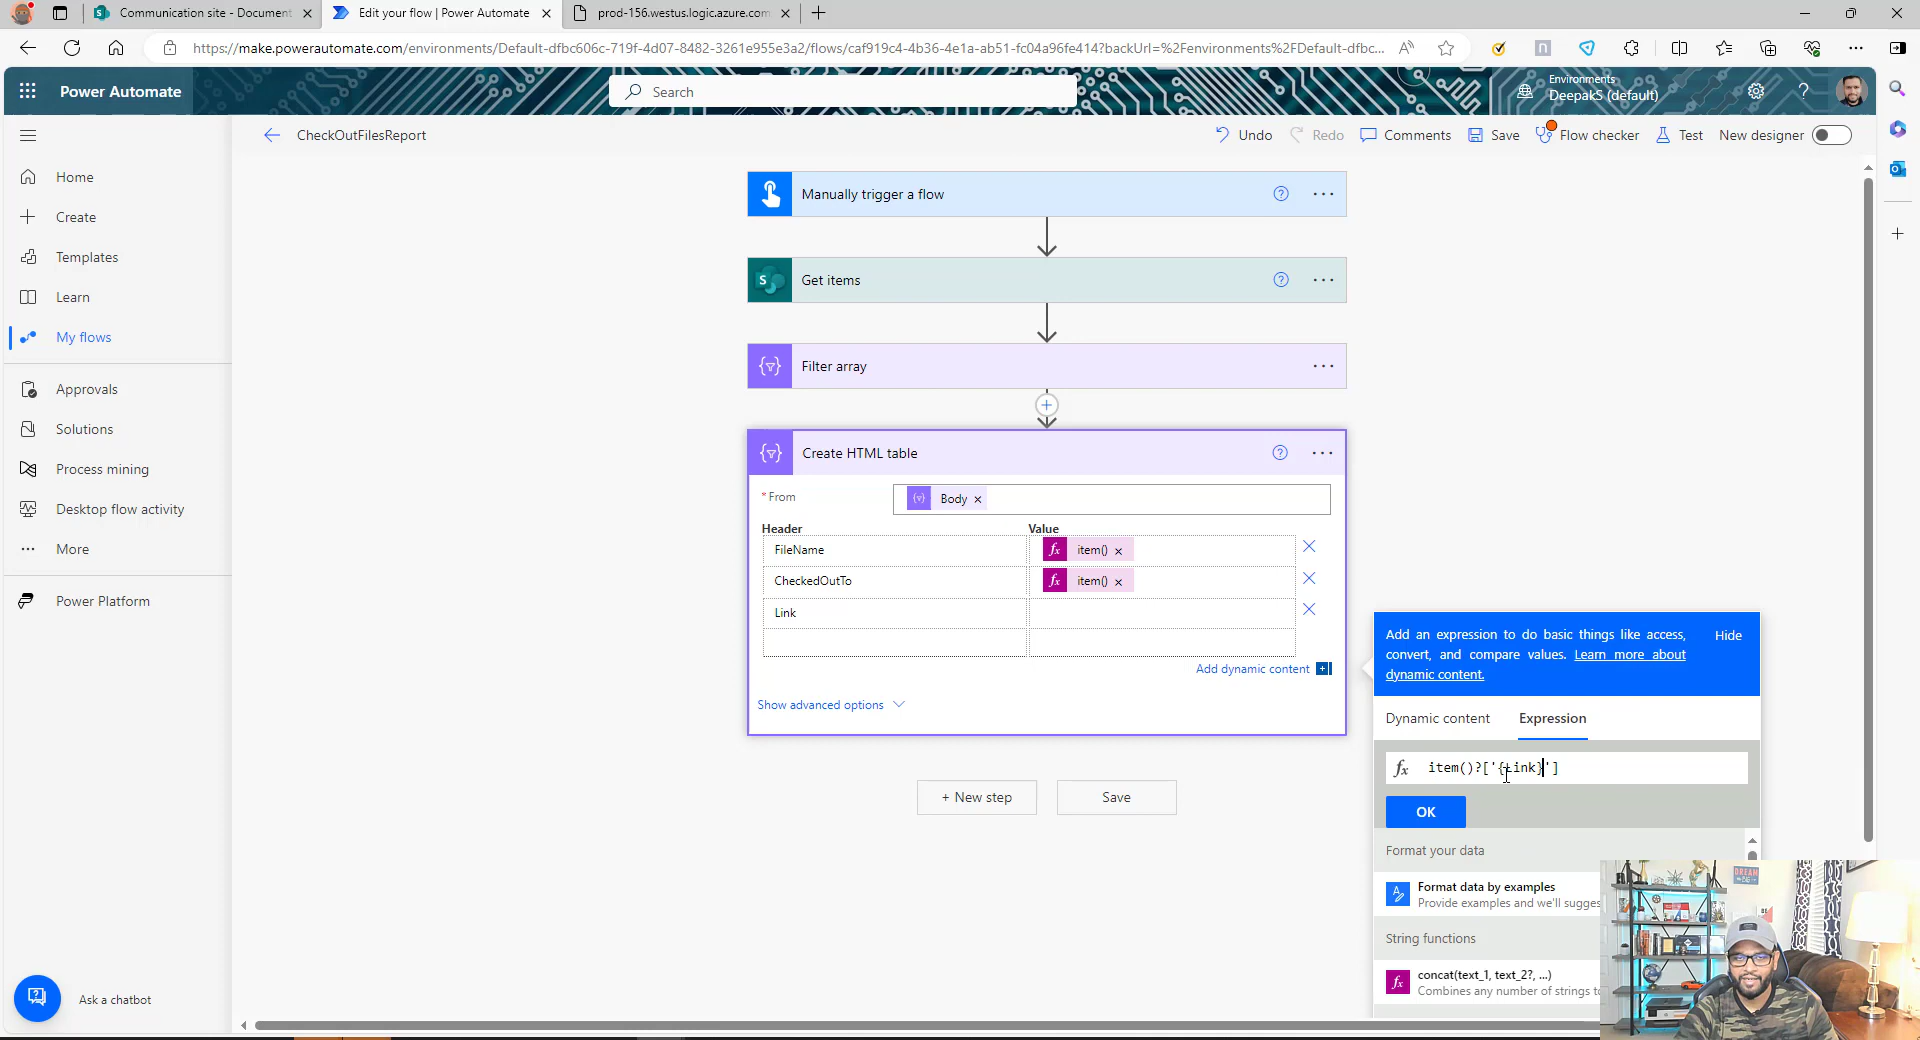 Communication site - Document
Edit your flow | Power Automate
prod-156.westus.logic.azure.com
https://make.powerautomate.com/environments/Default-dfbc606c-719f-4d07-8482-3261e955e3a2/flows/caf919c4-4b36-4e1a-ab51-fc04a96fe414?backUrl=%2Fenvironments%2FDefault-dfbc...
Power Automate
Search
Environments
DeepakS (default)
CheckOutFilesReport
Undo
Redo
Comments
Save
Flow checker
Test
New designer
Home
Create
Templates
Learn
My flows
Approvals
Solutions
Process mining
Desktop flow activity
More
Power Platform
Ask a chatbot
Manually trigger a flow
Get items
Filter array
Create HTML table
* From
Body
Header Value
FileName item()
CheckedOutTo item()
Link
Add dynamic content
Show advanced options
+ New step
Save
Add an expression to do basic things like access,
convert, and compare values. Learn more about
dynamic content.
Hide
Dynamic content
Expression
fx item()?['{Link}']
OK
Format your data
Format data by examples
Provide examples and we'll sugges
String functions
concat(text_1, text_2?, ...)
Combines any number of strings to
DREAM